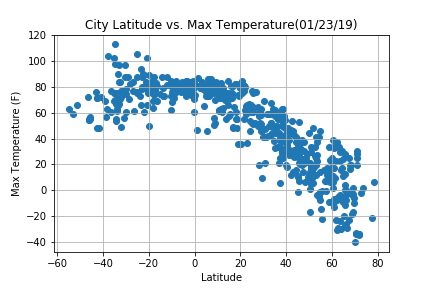 City Latitude vs. Max Temperature(01/23/19)
120
100
80
60
40
20
0
−20
−40
Max Temperature (F)
−60 −40 −20 0 20 40 60 80
Latitude